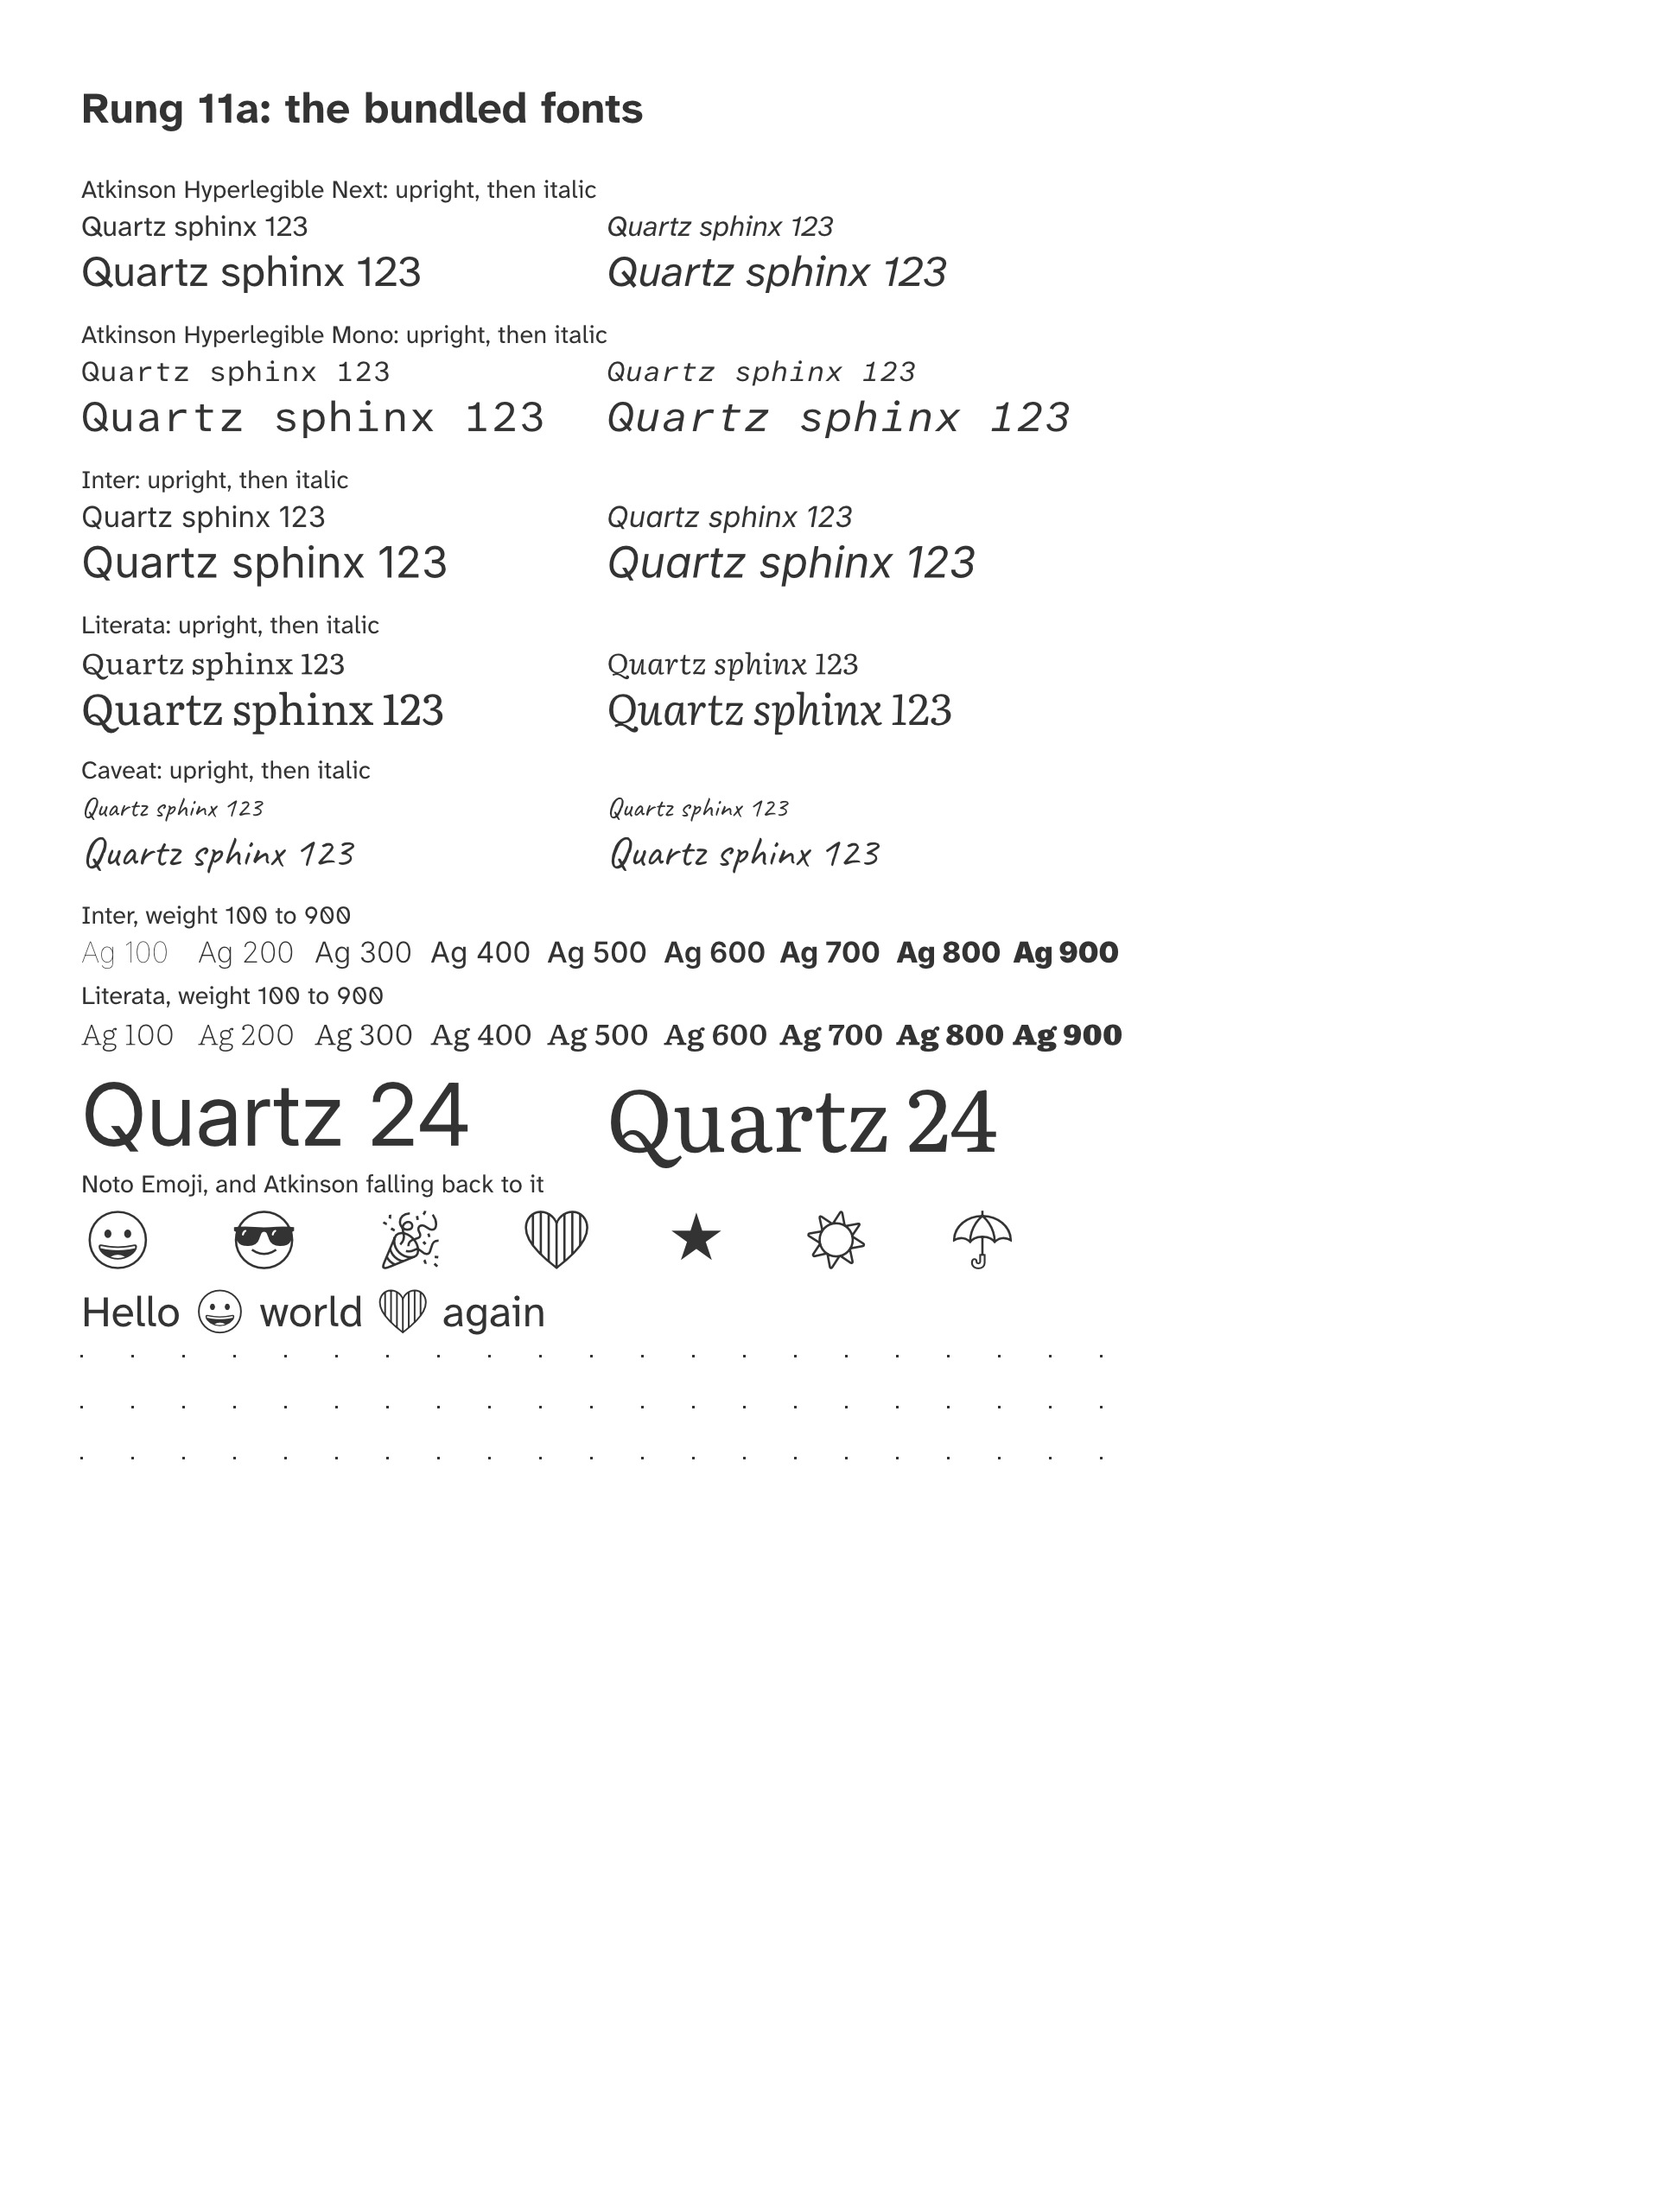 Rung 11a: the bundled fonts
Atkinson Hyperlegible Next: upright, then italic
Quartz sphinx 123 Quartz sphinx 123
Quartz sphinx 123 Quartz sphinx 123
Atkinson Hyperlegible Mono: upright, then italic
Quartz sphinx 123 Quartz sphinx 123
Quartz sphinx 123 Quartz sphinx 123
Inter: upright, then italic
Quartz sphinx 123 Quartz sphinx 123
Quartz sphinx 123 Quartz sphinx 123
Literata: upright, then italic
Quartz sphinx 123 Quartz sphinx 123
Quartz sphinx 123 Quartz sphinx 123
Caveat: upright, then italic
Quartz sphinx 123 Quartz sphinx 123
Quartz sphinx 123 Quartz sphinx 123
Inter, weight 100 to 900
Ag 100 Ag 200 Ag 300 Ag 400 Ag 500 Ag 600 Ag 700 Ag 800 Ag 900
Literata, weight 100 to 900
Ag 100 Ag 200 Ag 300 Ag 400 Ag 500 Ag 600 Ag 700 Ag 800 Ag 900
Quartz 24 Quartz 24
Noto Emoji, and Atkinson falling back to it
😀 😎 🎉 ❤ ★ ☀ ☂
Hello 😀 world ❤ again
. . . . . . . . . . . . . . . . . . . . .
. . . . . . . . . . . . . . . . . . . . .
. . . . . . . . . . . . . . . . . . . . .